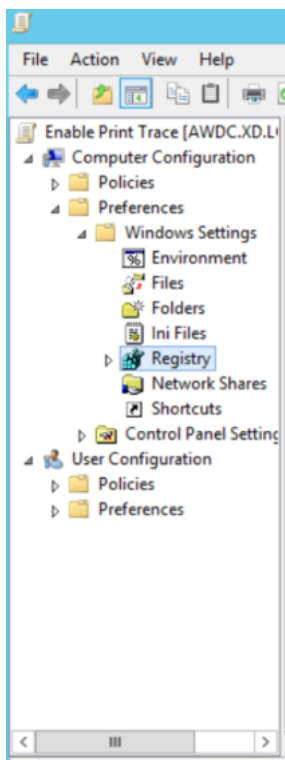 File Action View Help
Enable Print Trace [AWDC.XD.L
Computer Configuration
Policies
Preferences
Windows Settings
Environment
Files
Folders
Ini Files
Registry
Network Shares
Shortcuts
Control Panel Setting
User Configuration
Policies
Preferences